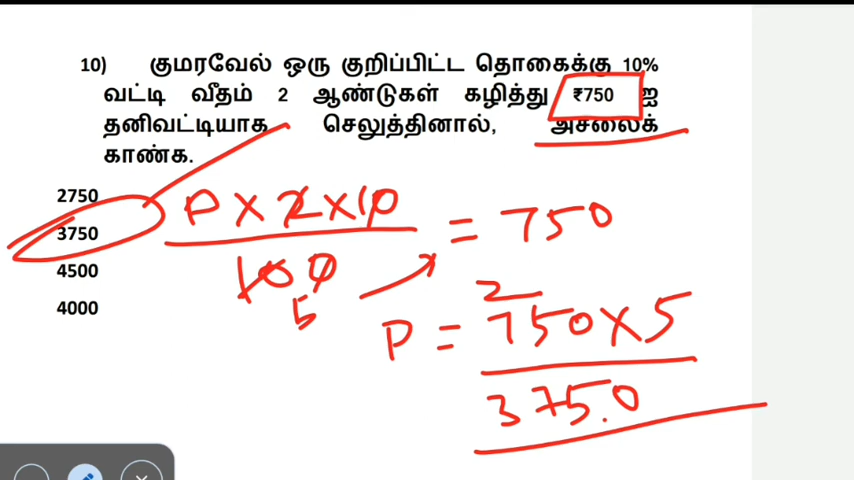 10) குமரவேல் ஒரு குறிப்பிட்ட தொகைக்கு 10%
வட்டி வீதம் 2 ஆண்டுகள் கழித்து ₹750 ஐ
தனிவட்டியாக செலுத்தினால், அசலைக்
காண்க.
2750
3750
4500
4000
P × 2 × 10
= 750
100
5
2
P = 750 × 5
375.0